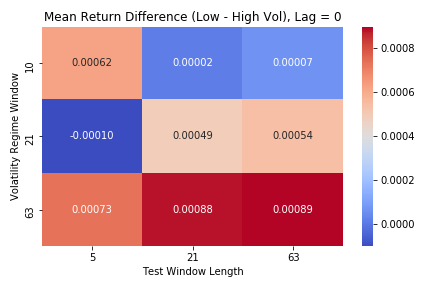 Mean Return Difference (Low - High Vol), Lag = 0
Volatility Regime Window
10
0.00062 0.00002 0.00007
21
-0.00010 0.00049 0.00054
63
0.00073 0.00088 0.00089
5 21 63
Test Window Length
0.0008
0.0006
0.0004
0.0002
0.0000